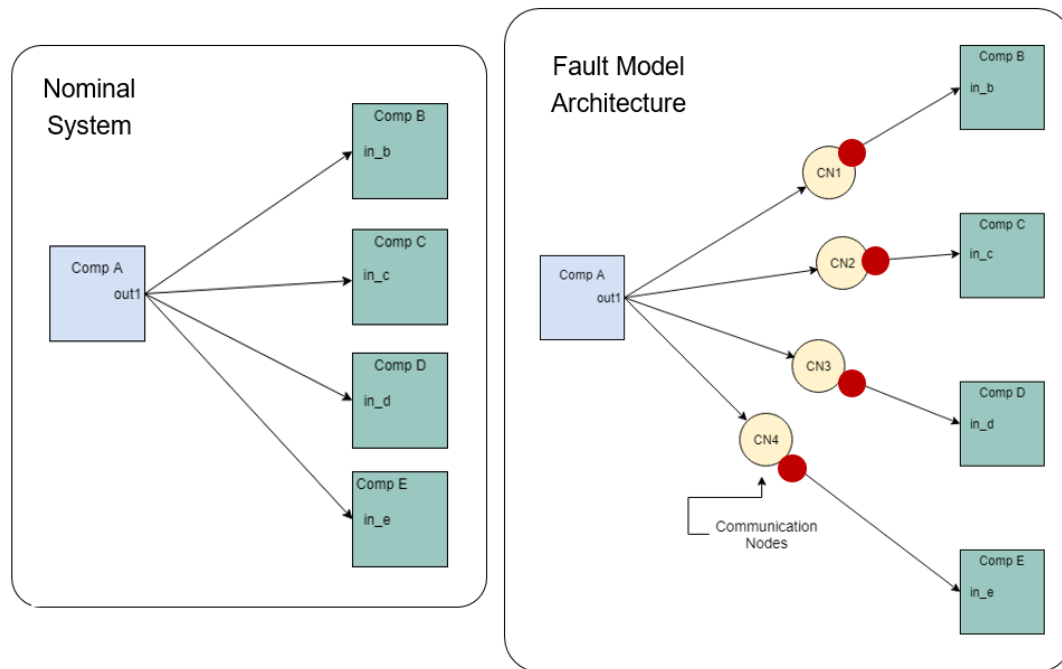 Nominal
System
Comp A
out1
Comp B
in_b
Comp C
in_c
Comp D
in_d
Comp E
in_e
Fault Model
Architecture
Comp A
out1
CN1
CN2
CN3
CN4
Communication
Nodes
Comp B
in_b
Comp C
in_c
Comp D
in_d
Comp E
in_e